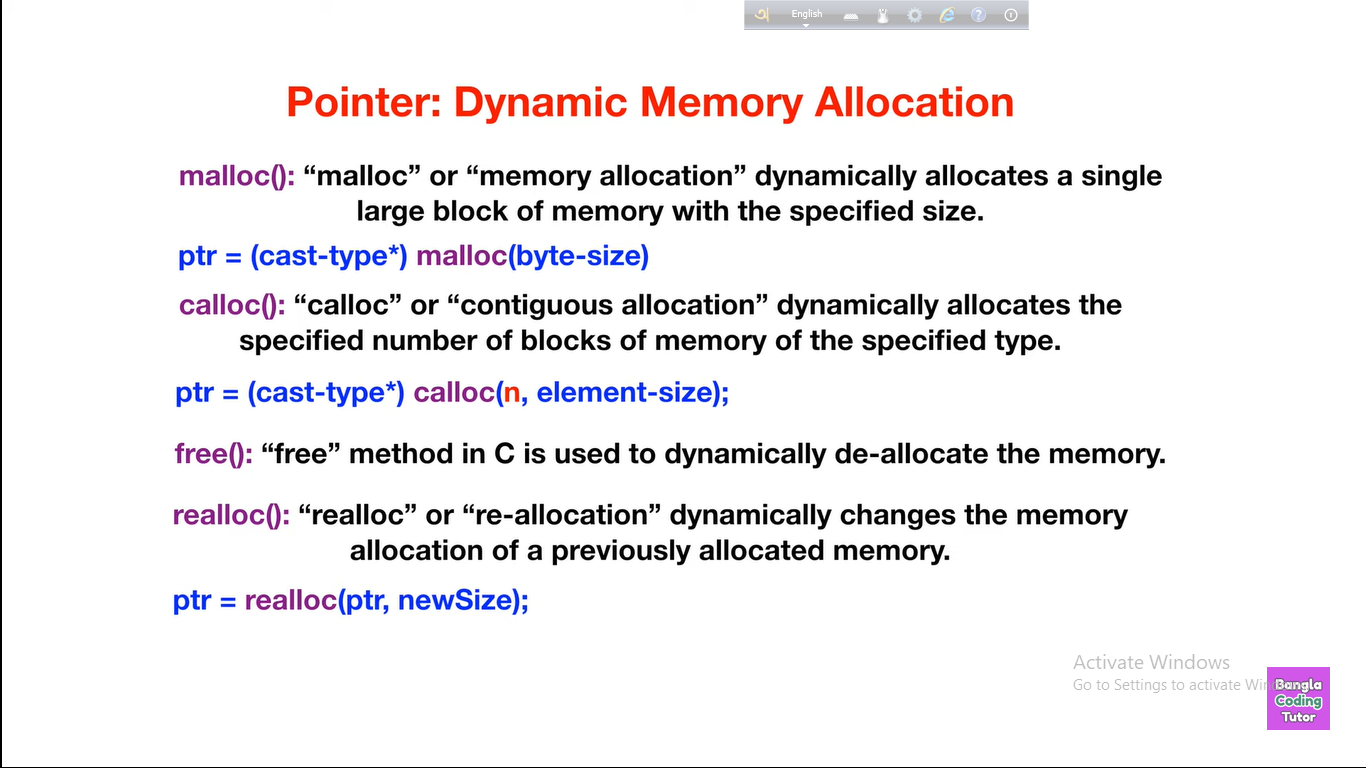 English
Pointer: Dynamic Memory Allocation
malloc(): “malloc” or “memory allocation” dynamically allocates a single
large block of memory with the specified size.
ptr = (cast-type*) malloc(byte-size)
calloc(): “calloc” or “contiguous allocation” dynamically allocates the
specified number of blocks of memory of the specified type.
ptr = (cast-type*) calloc(n, element-size);
free(): “free” method in C is used to dynamically de-allocate the memory.
realloc(): “realloc” or “re-allocation” dynamically changes the memory
allocation of a previously allocated memory.
ptr = realloc(ptr, newSize);
Activate Windows
Go to Settings to activate Win
Bangla
Coding
Tutor